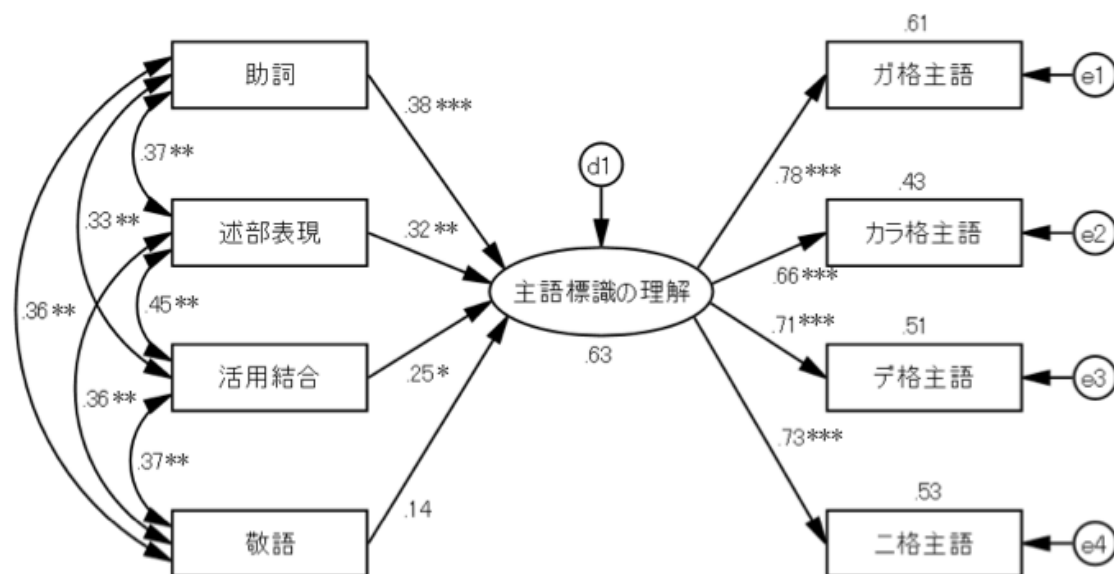 .61
助詞
ガ格主語
e1
.38***
d1
.37**
.78***
.43
.33**
述部表現
.32**
カラ格主語
e2
.66***
主語標識の理解
.36**
.45**
.71***
.63
.51
活用結合
.25*
デ格主語
e3
.36**
.73***
.37**
.53
.14
敬語
ニ格主語
e4